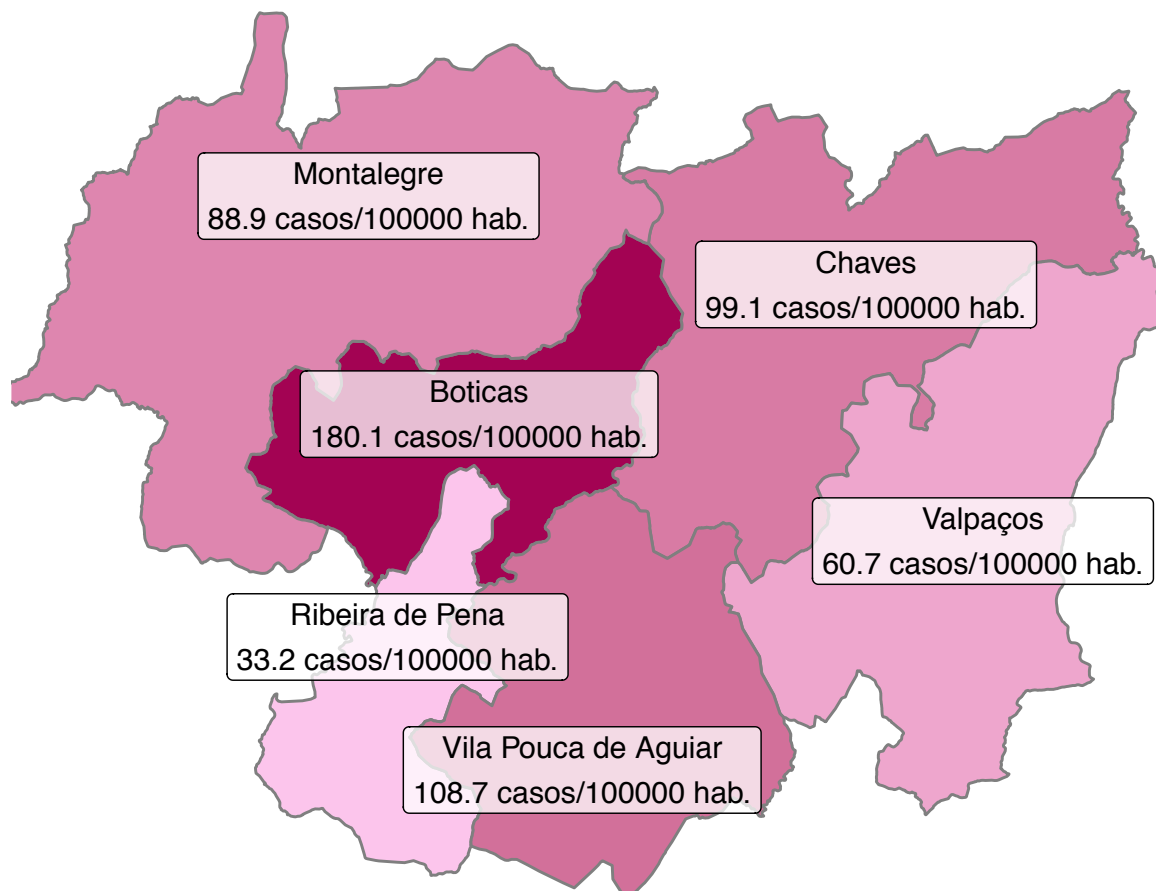 Montalegre
88.9 casos/100000 hab.
Chaves
99.1 casos/100000 hab.
Boticas
180.1 casos/100000 hab.
Valpaços
60.7 casos/100000 hab.
Ribeira de Pena
33.2 casos/100000 hab.
Vila Pouca de Aguiar
108.7 casos/100000 hab.